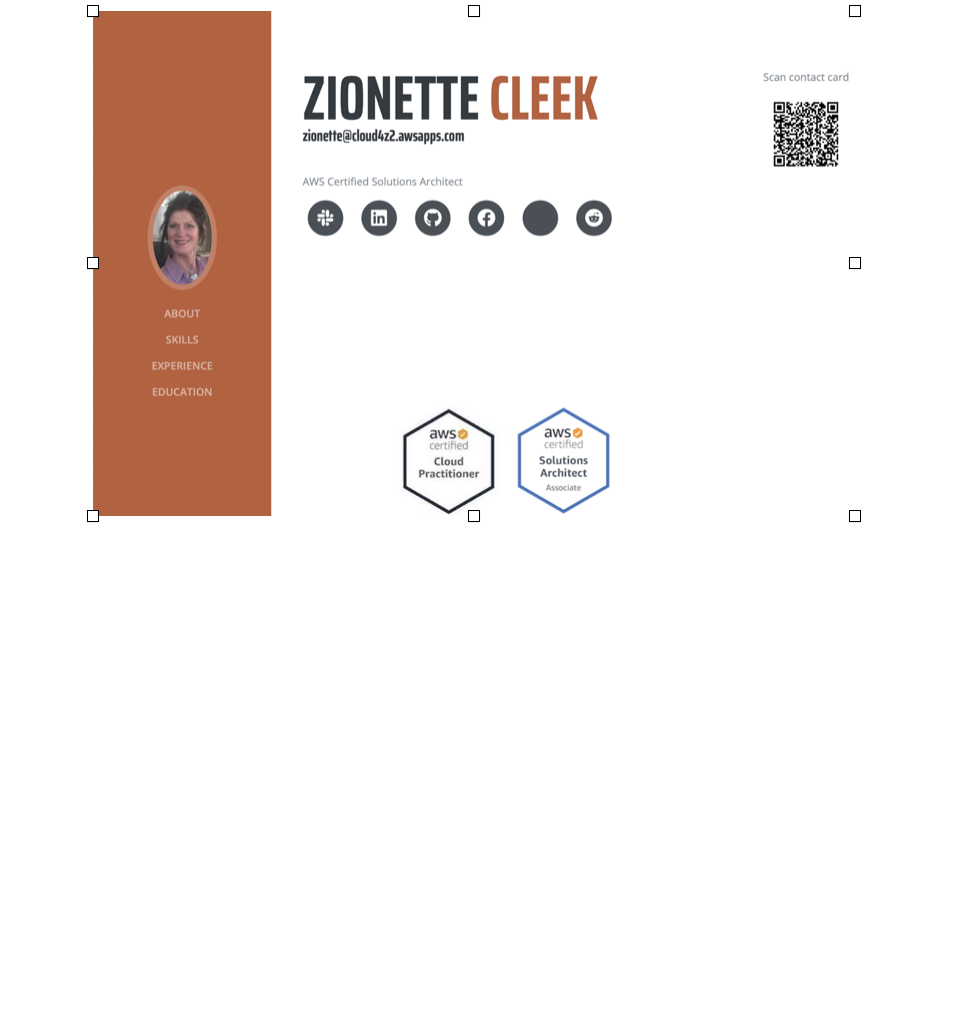 ZIONETTE CLEEK
zionette@cloud4z2.awsapps.com
Scan contact card
AWS Certified Solutions Architect
in
ABOUT
SKILLS
EXPERIENCE
EDUCATION
aws
certified
Cloud
Practitioner
aws
certified
Solutions
Architect
Associate